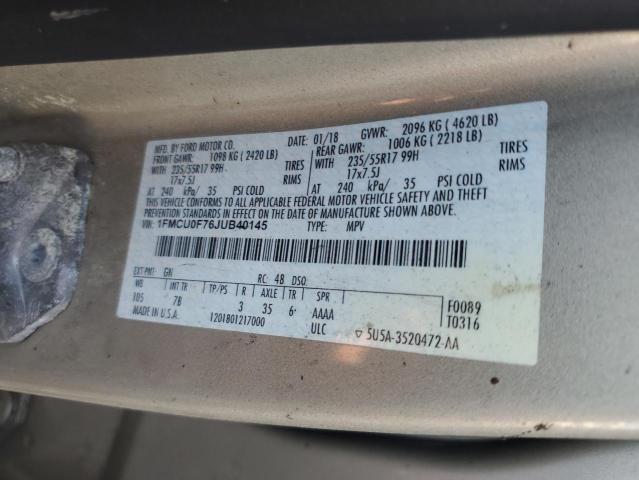 MFD. BY FORD MOTOR CO.
DATE: 01/18 GVWR: 2096 KG ( 4620 LB)
FRONT GAWR: 1098 KG ( 2420 LB)
REAR GAWR: 1006 KG ( 2218 LB)
WITH 235/55R17 99H TIRES
17x7.5J RIMS
WITH 235/55R17 99H TIRES
17x7.5J RIMS
AT 240 kPa/ 35 PSI COLD
AT 240 kPa/ 35 PSI COLD
THIS VEHICLE CONFORMS TO ALL APPLICABLE FEDERAL MOTOR VEHICLE SAFETY AND THEFT
PREVENTION STANDARDS IN EFFECT ON THE DATE OF MANUFACTURE SHOWN ABOVE.
VIN: 1FMCU0F76JUB40145 TYPE: MPV
EXT PNT: GN RC: 48 DSO:
WB INT TR TP/PS R AXLE TR SPR
105 7B 3 35 6 AAAA
F0089
T0316
MADE IN U.S.A. 1201801217000 ULC
5U5A-3520472-AA